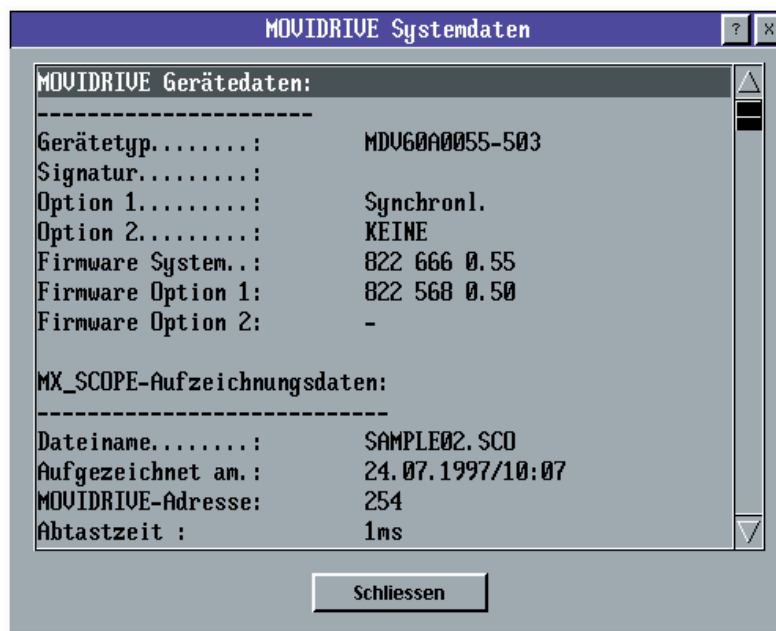 MOVIDRIVE Systemdaten
? X
MOVIDRIVE Gerätedaten:
----------------------
Gerätetyp........: MDV60A0055-503
Signatur.........:
Option 1.........: Synchronl.
Option 2.........: KEINE
Firmware System..: 822 666 0.55
Firmware Option 1: 822 568 0.50
Firmware Option 2: -
MX_SCOPE-Aufzeichnungsdaten:
----------------------------
Dateiname........: SAMPLE02.SCO
Aufgezeichnet am.: 24.07.1997/10:07
MOVIDRIVE-Adresse: 254
Abtastzeit : 1ms
Schliessen